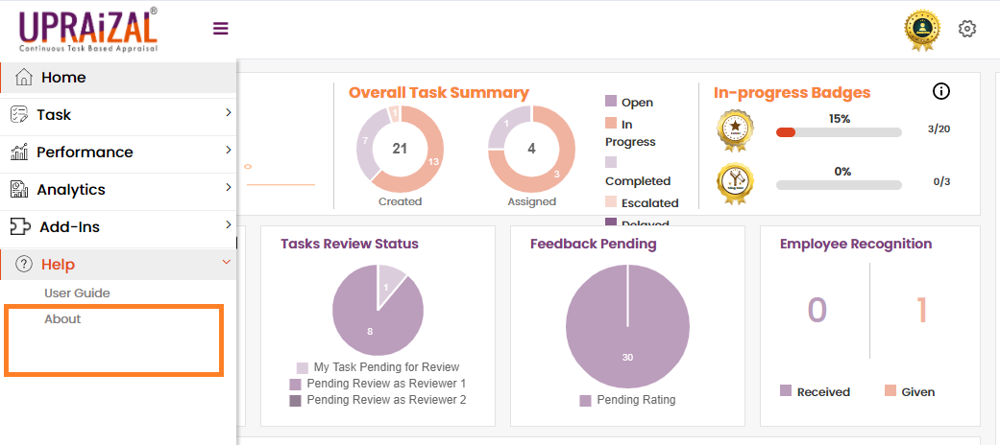 UPRAiZAL®
Continuous Task Based Appraisal
Home
Task
Performance
Analytics
Add-Ins
Help
User Guide
About
Overall Task Summary
7
1
21
13
Created
1
4
3
Assigned
Open
In
Progress
Completed
Escalated
Delayed
In-progress Badges
15%
3/20
0%
0/3
Tasks Review Status
1
8
My Task Pending for Review
Pending Review as Reviewer 1
Pending Review as Reviewer 2
Feedback Pending
30
Pending Rating
Employee Recognition
0
1
Received
Given